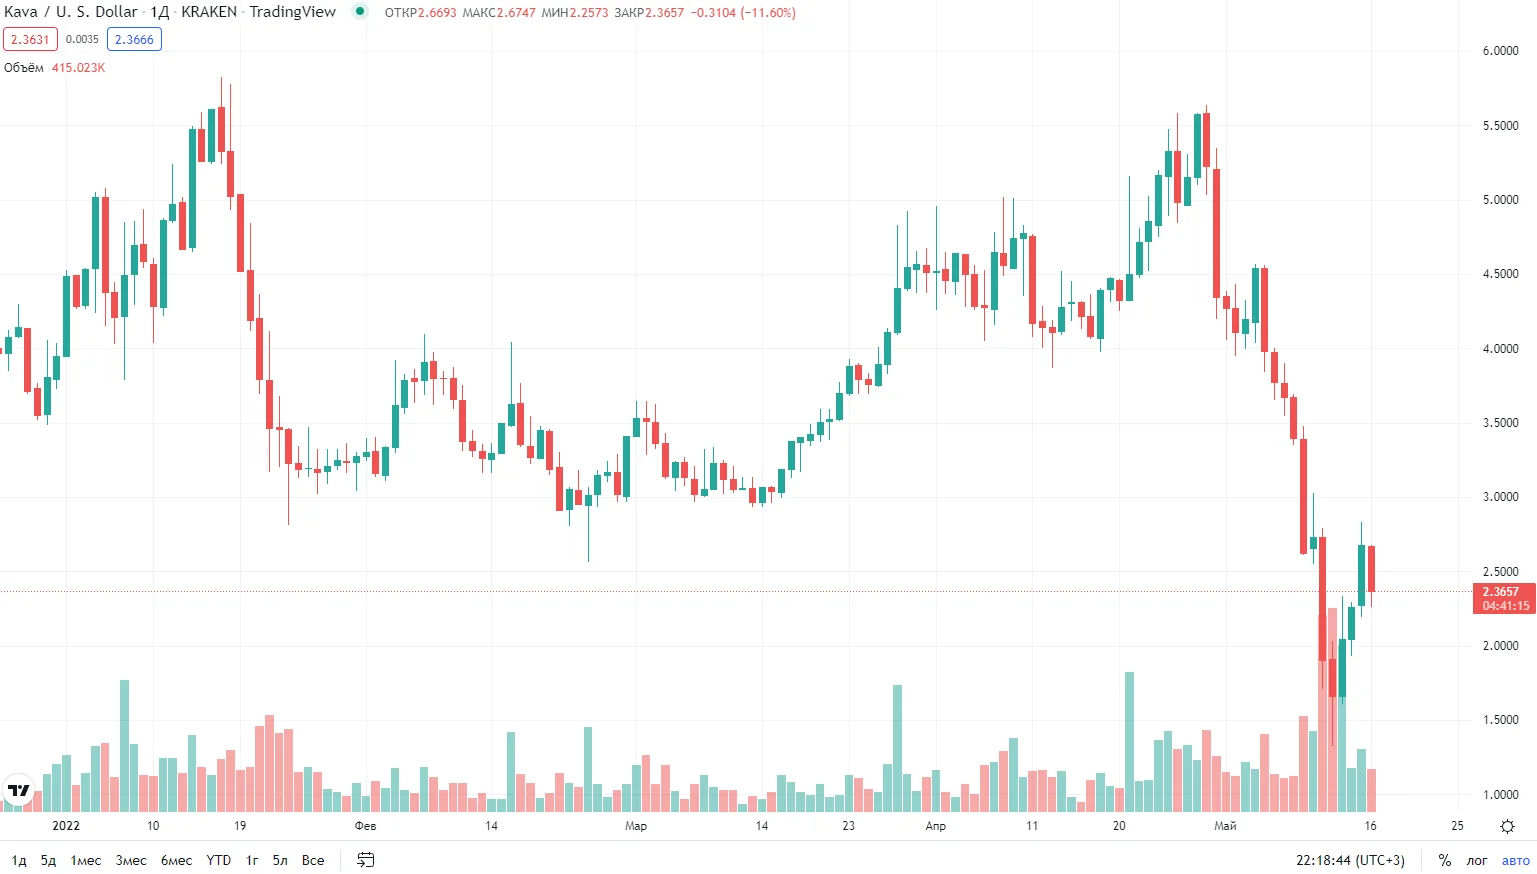 Kava / U. S. Dollar · 1Д · KRAKEN · TradingView ОТКР2.6693 МАКС2.6747 МИН2.2573 ЗАКР2.3657 −0.3104 (−11.60%)
2.3631 0.0035 2.3666
Объём 415.023K
6.0000
5.5000
5.0000
4.5000
4.0000
3.5000
3.0000
2.5000
2.3657
04:41:15
2.0000
1.5000
1.0000
2022 10 19 Фев 14 Мар 14 23 Апр 11 20 Май 16 25
1д 5д 1мес 3мес 6мес YTD 1г 5л Все 22:18:44 (UTC+3) % лог авто